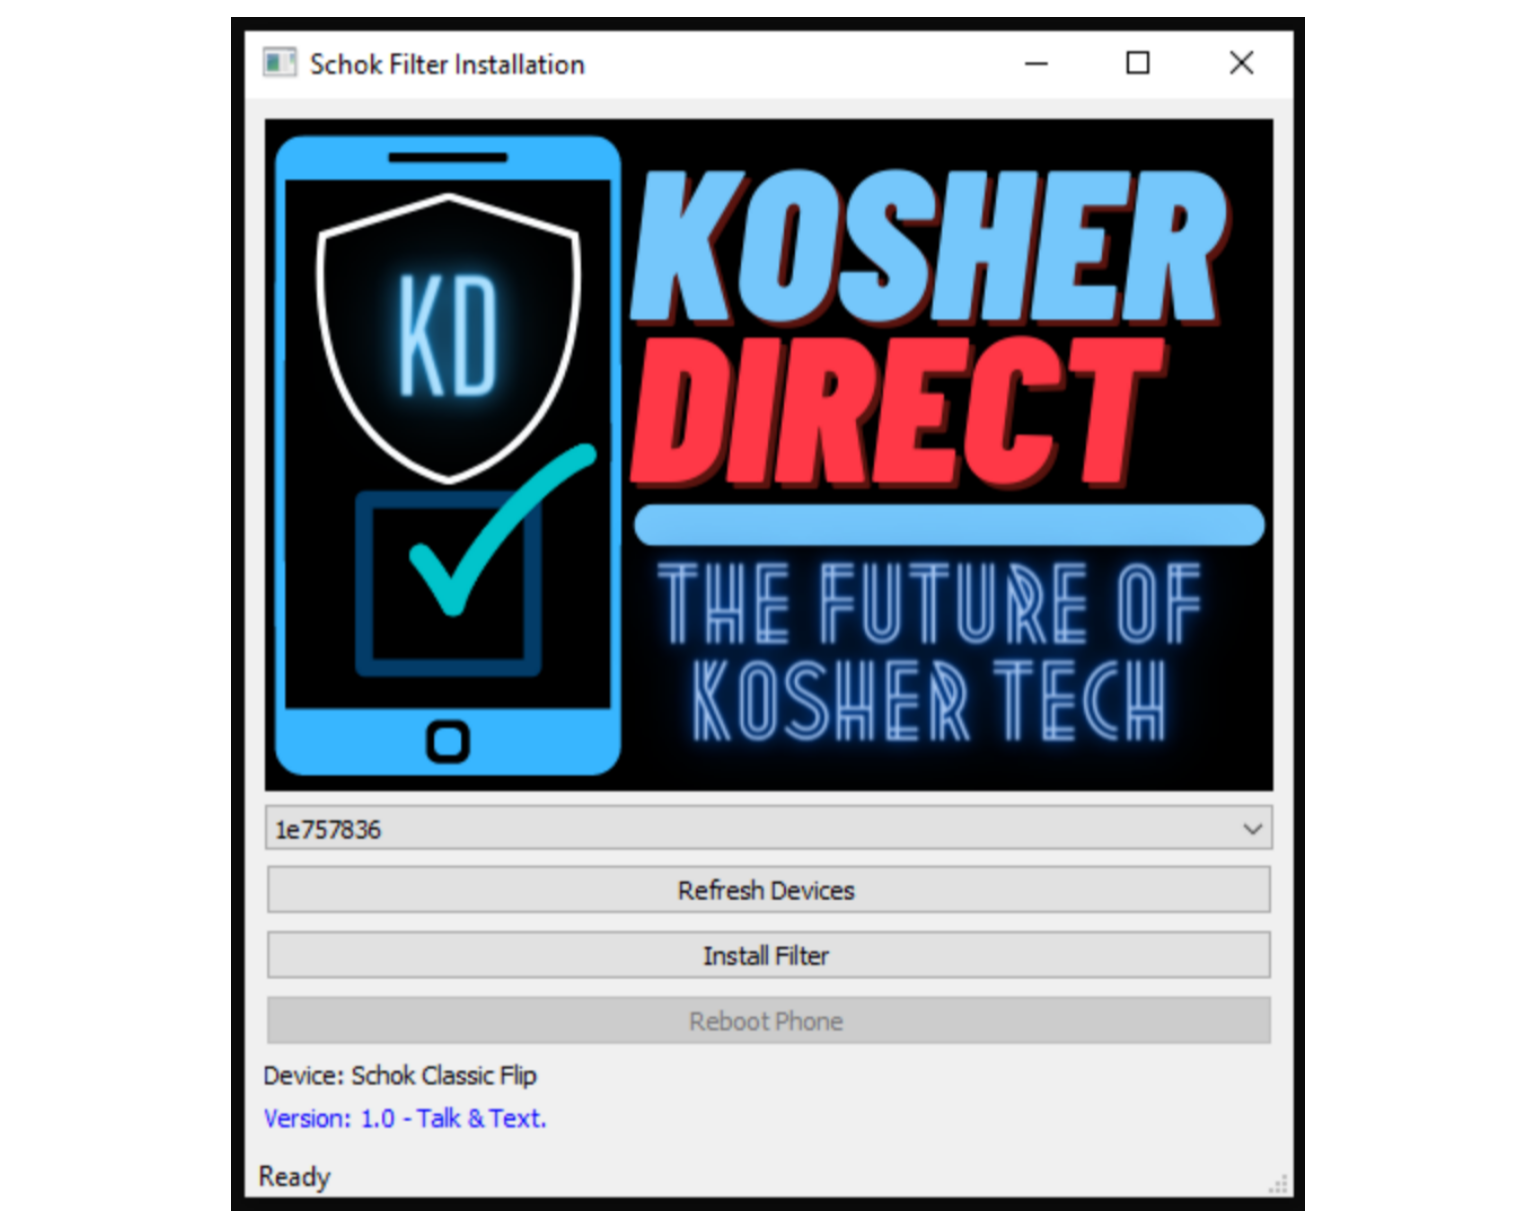 Schok Filter Installation
KD
KOSHER
DIRECT
THE FUTURE OF
KOSHER TECH
1e757836
Refresh Devices
Install Filter
Reboot Phone
Device: Schok Classic Flip
Version: 1.0 - Talk & Text.
Ready